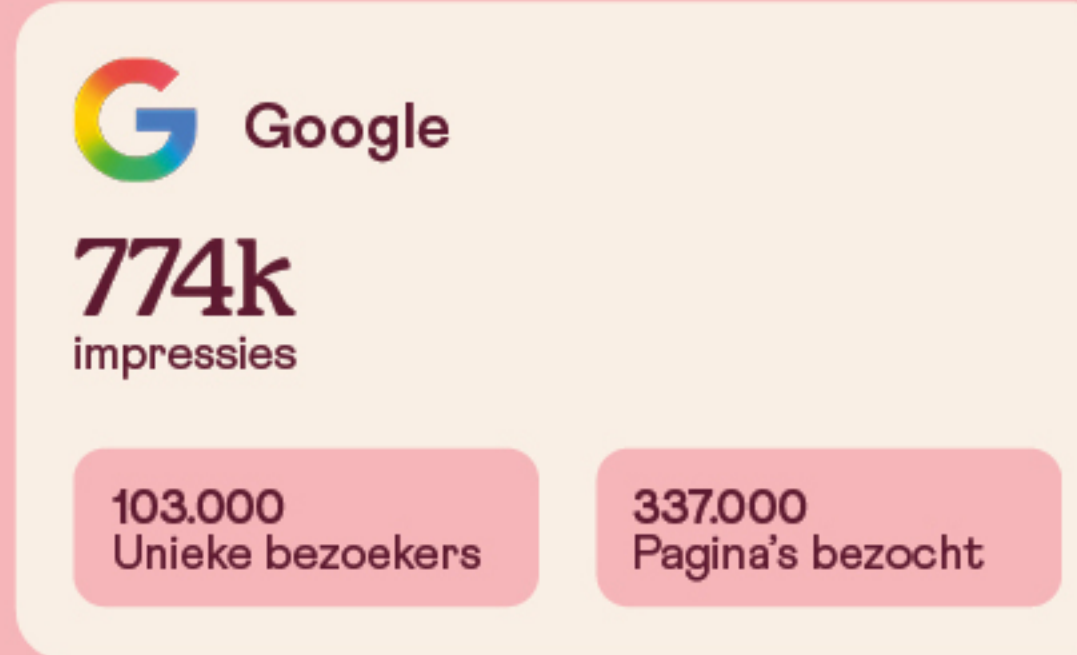 Google
774k
impressies
103.000
Unieke bezoekers
337.000
Pagina's bezocht